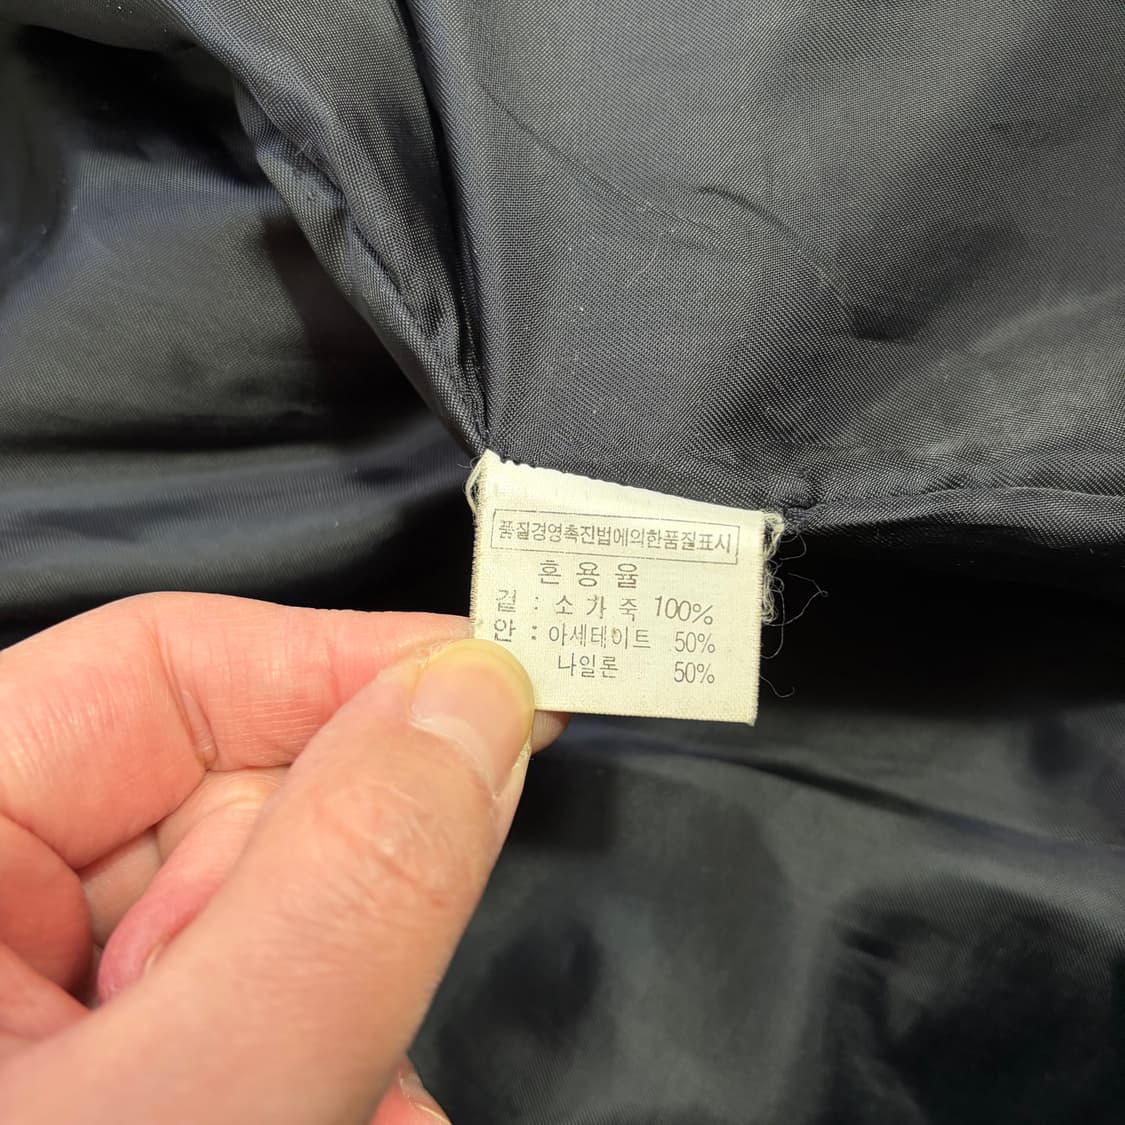 품질경영촉진법에의한품질표시
혼용율
겉 : 소가죽 100%
안 : 아세테이트 50%
나일론 50%